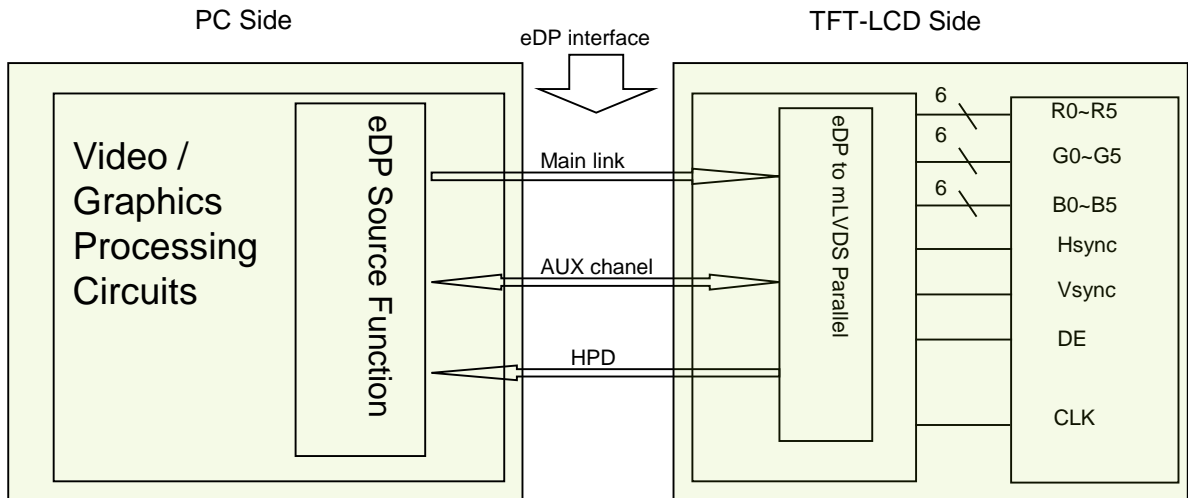 PC Side
eDP interface
TFT-LCD Side
Video /
Graphics
Processing
Circuits
eDP Source Function
Main link
AUX chanel
HPD
eDP to mLVDS Parallel
6
R0~R5
6
G0~G5
6
B0~B5
Hsync
Vsync
DE
CLK